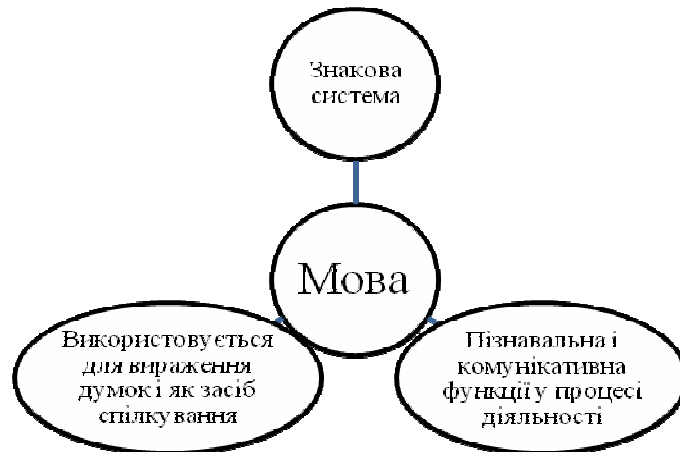 Знакова
система
Мова
Використовується
для вираження
думок і як засіб
спілкування
Пізнавальна і
комунікативна
функції у процесі
діяльності